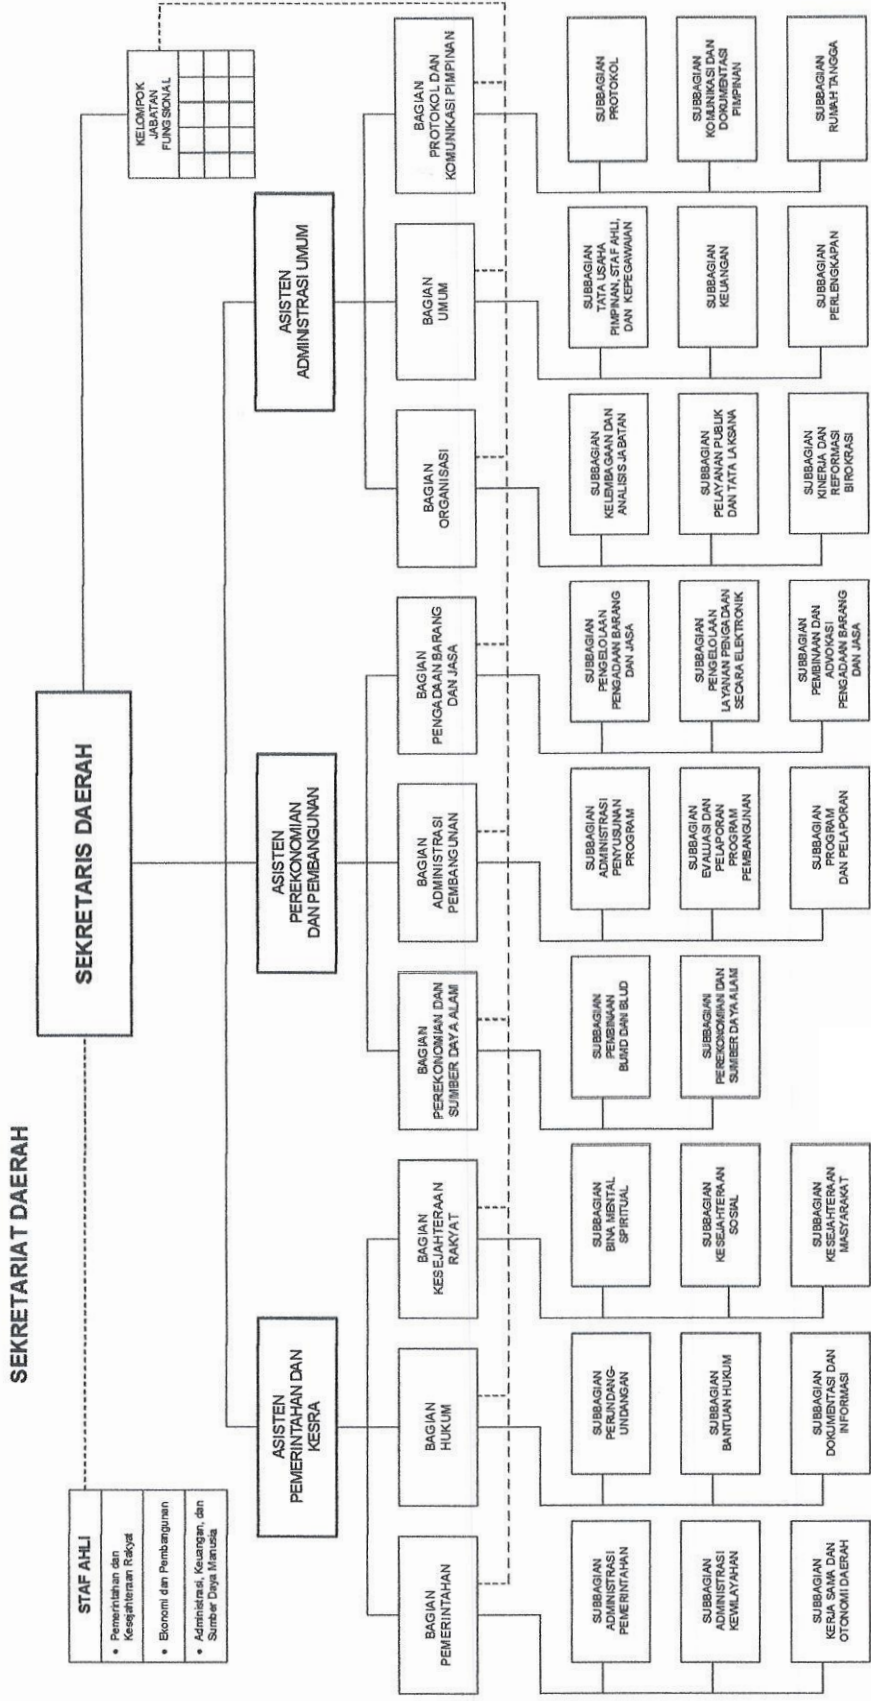 SEKRETARIAT DAERAH
SEKRETARIS DAERAH
STAF AHLI
• Pemerintahan dan
Kesejahteraan Rakyat
• Ekonomi dan Pembangunan
• Administrasi, Keuangan, dan
Sumber Daya Manusia
KELOMPOK
JABATAN
FUNGSIONAL
ASISTEN
PEMERINTAHAN DAN
KESRA
ASISTEN
PEREKONOMIAN
DAN PEMBANGUNAN
ASISTEN
ADMINISTRASI UMUM
BAGIAN
PEMERINTAHAN
BAGIAN
HUKUM
BAGIAN
KESEJAHTERAAN
RAKYAT
BAGIAN
PEREKONOMIAN DAN
SUMBER DAYA ALAM
BAGIAN
ADMINISTRASI
PEMBANGUNAN
BAGIAN
PENGADAAN BARANG
DAN JASA
BAGIAN
ORGANISASI
BAGIAN
UMUM
BAGIAN
PROTOKOL DAN
KOMUNIKASI PIMPINAN
SUBBAGIAN
ADMINISTRASI
PEMERINTAHAN
SUBBAGIAN
PERUNDANG-
UNDANGAN
SUBBAGIAN
BINA MENTAL
SPIRITUAL
SUBBAGIAN
PEMBINAAN
BUMD DAN BLUD
SUBBAGIAN
ADMINISTRASI
PENYUSUNAN
PROGRAM
SUBBAGIAN
PENGELOLAAN
PENGADAAN BARANG
DAN JASA
SUBBAGIAN
KELEMBAGAAN DAN
ANALISIS JABATAN
SUBBAGIAN
TATA USAHA
PIMPINAN, STAF AHLI,
DAN KEPEGAWAIAN
SUBBAGIAN
PROTOKOL
SUBBAGIAN
ADMINISTRASI
KEWILAYAHAN
SUBBAGIAN
BANTUAN HUKUM
SUBBAGIAN
KESEJAHTERAAN
SOSIAL
SUBBAGIAN
PEREKONOMIAN DAN
SUMBER DAYA ALAM
SUBBAGIAN
EVALUASI DAN
PELAPORAN
PROGRAM
PEMBANGUNAN
SUBBAGIAN
PENGELOLAAN
LAYANAN PENGADAAN
SECARA ELEKTRONIK
SUBBAGIAN
PELAYANAN PUBLIK
DAN TATA LAKSANA
SUBBAGIAN
KEUANGAN
SUBBAGIAN
KOMUNIKASI DAN
DOKUMENTASI
PIMPINAN
SUBBAGIAN
KERJA SAMA DAN
OTONOMI DAERAH
SUBBAGIAN
DOKUMENTASI DAN
INFORMASI
SUBBAGIAN
KESEJAHTERAAN
MASYARAKAT
SUBBAGIAN
PROGRAM
DAN PELAPORAN
SUBBAGIAN
PEMBINAAN DAN
ADVOKASI
PENGADAAN BARANG
DAN JASA
SUBBAGIAN
KINERJA DAN
REFORMASI
BIROKRASI
SUBBAGIAN
PERLENGKAPAN
SUBBAGIAN
RUMAH TANGGA